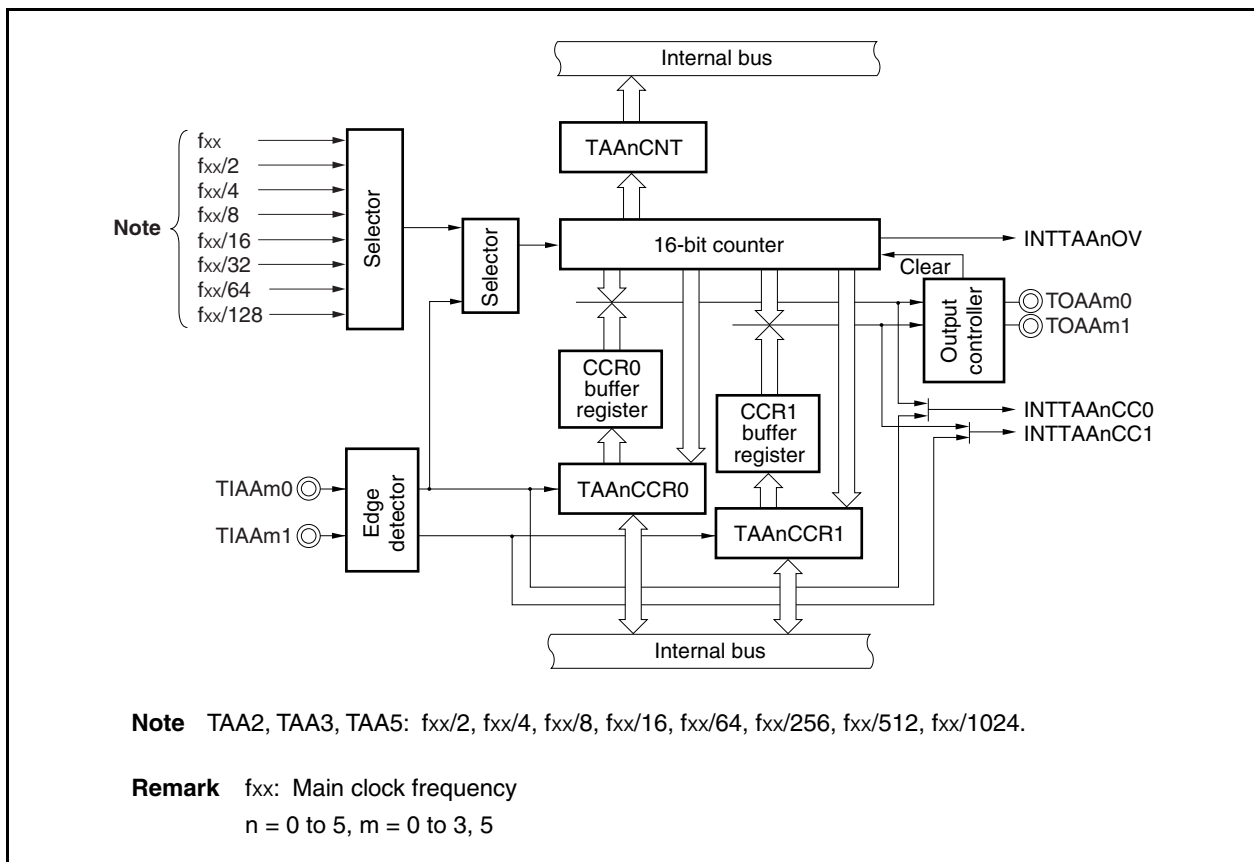 Internal bus
TAAnCNT
Note
fxx
fxx/2
fxx/4
fxx/8
fxx/16
fxx/32
fxx/64
fxx/128
Selector
Selector
16-bit counter
INTTAAnOV
Clear
Output
controller
TOAAm0
TOAAm1
CCR0
buffer
register
CCR1
buffer
register
INTTAAnCC0
INTTAAnCC1
TIAAm0
TIAAm1
Edge
detector
TAAnCCR0
TAAnCCR1
Internal bus
Note TAA2, TAA3, TAA5: fxx/2, fxx/4, fxx/8, fxx/16, fxx/64, fxx/256, fxx/512, fxx/1024.
Remark fxx: Main clock frequency
n = 0 to 5, m = 0 to 3, 5